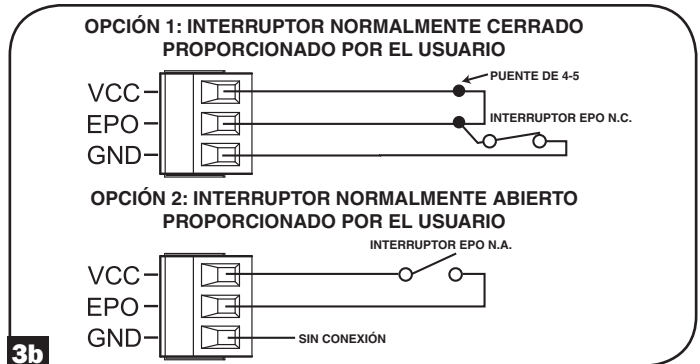 OPCIÓN 1: INTERRUPTOR NORMALMENTE CERRADO
PROPORCIONADO POR EL USUARIO
PUENTE DE 4-5
VCC
EPO
INTERRUPTOR EPO N.C.
GND
OPCIÓN 2: INTERRUPTOR NORMALMENTE ABIERTO
PROPORCIONADO POR EL USUARIO
INTERRUPTOR EPO N.A.
VCC
EPO
GND
SIN CONEXIÓN
3b